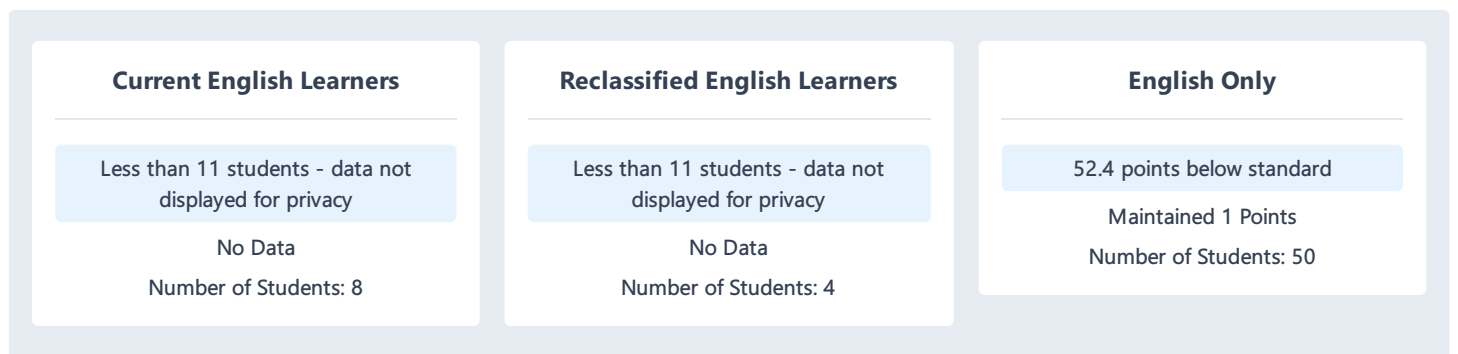 Current English Learners
Less than 11 students - data not
displayed for privacy
No Data
Number of Students: 8
Reclassified English Learners
Less than 11 students - data not
displayed for privacy
No Data
Number of Students: 4
English Only
52.4 points below standard
Maintained 1 Points
Number of Students: 50